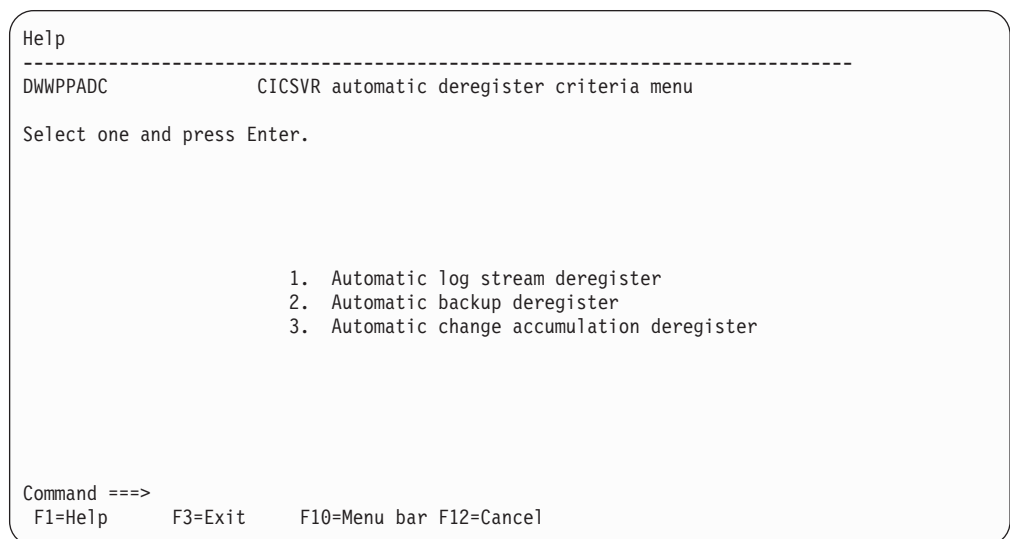 Help
------------------------------------------------------------------------------
DWWPPADC CICSVR automatic deregister criteria menu
Select one and press Enter.
1. Automatic log stream deregister
2. Automatic backup deregister
3. Automatic change accumulation deregister
Command ===>
F1=Help F3=Exit F10=Menu bar F12=Cancel